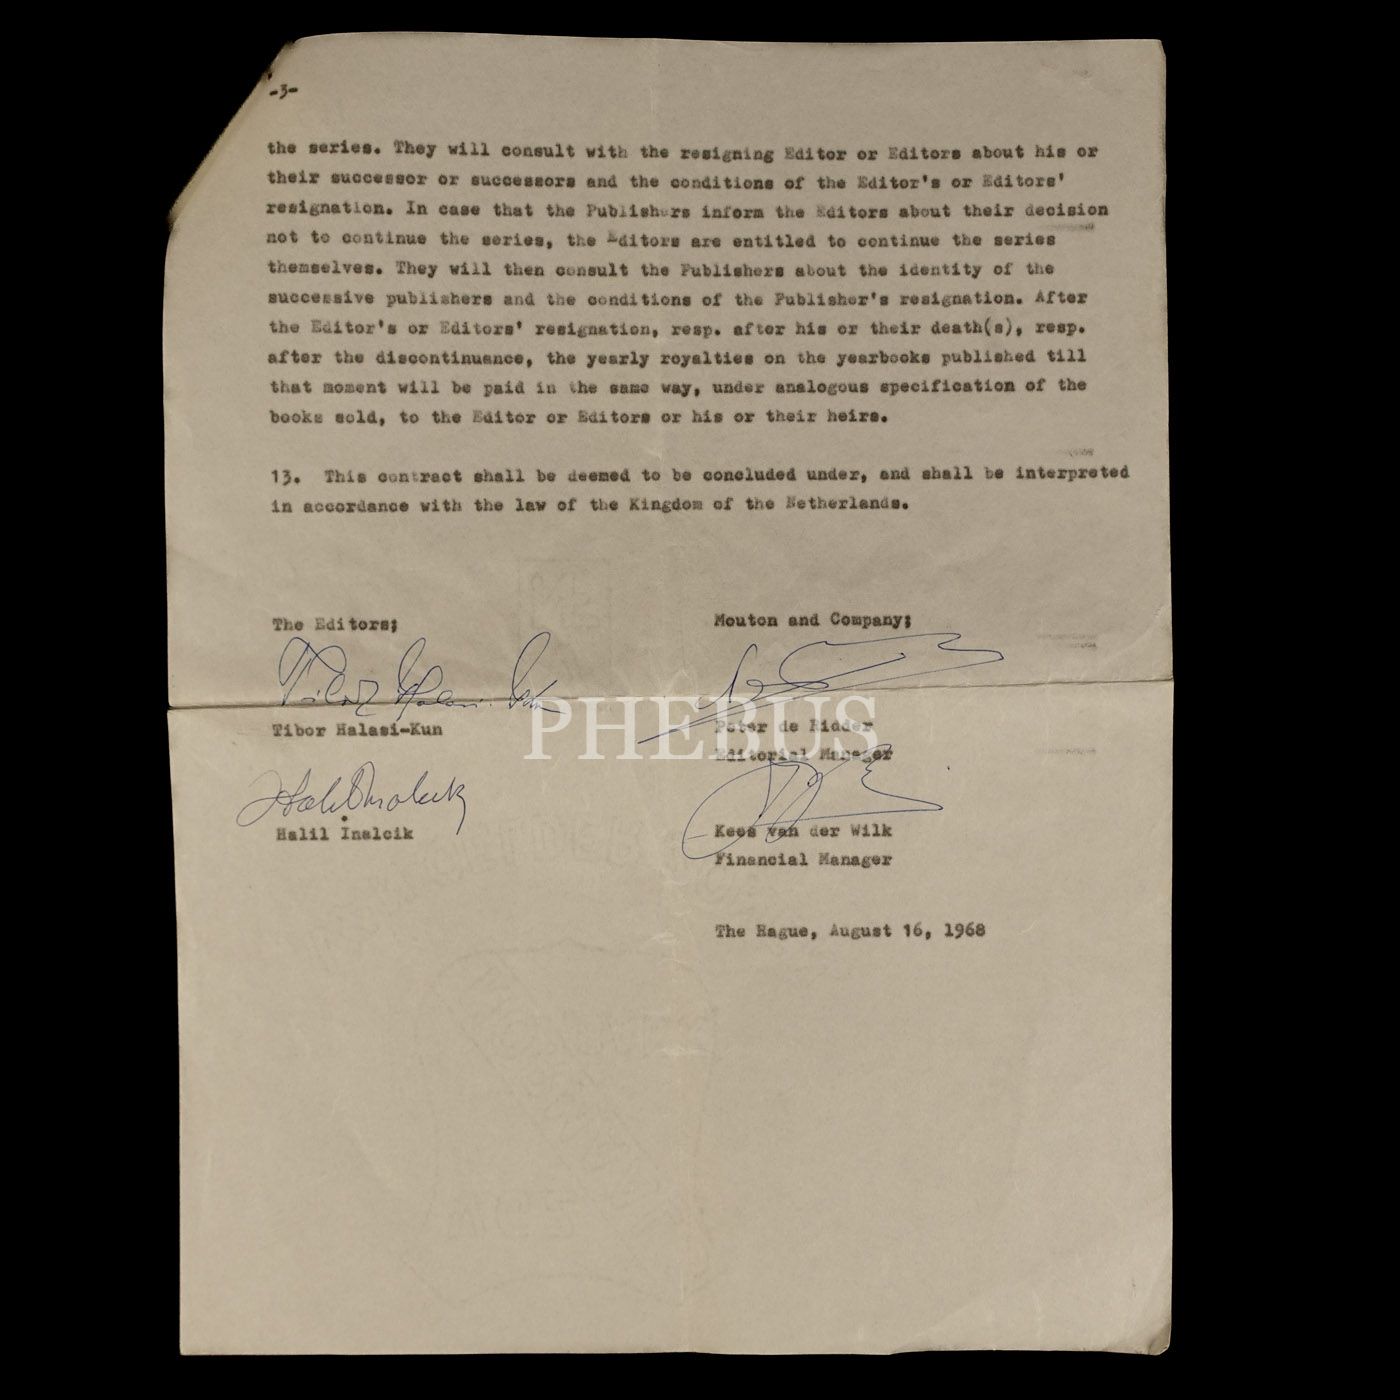 -3-
the series. They will consult with the resigning Editor or Editors about his or
their successor or successors and the conditions of the Editor's or Editors'
resignation. In case that the Publishers inform the Editors about their decision
not to continue the series, the Editors are entitled to continue the series
themselves. They will then consult the Publishers about the identity of the
successive publishers and the conditions of the Publisher's resignation. After
the Editor's or Editors' resignation, resp. after his or their death(s), resp.
after the discontinuance, the yearly royalties on the yearbooks published till
that moment will be paid in the same way, under analogous specification of the
books sold, to the Editor or Editors or his or their heirs.
13. This contract shall be deemed to be concluded under, and shall be interpreted
in accordance with the law of the Kingdom of the Netherlands.
The Editors;
Tibor Halasi-Kun
Tibor Halasi-Kun
Halil İnalcik
Mouton and Company;
Peter de Ridder
Editorial Manager
Kees van der Wilk
Financial Manager
The Hague, August 16, 1968
PHEBUS